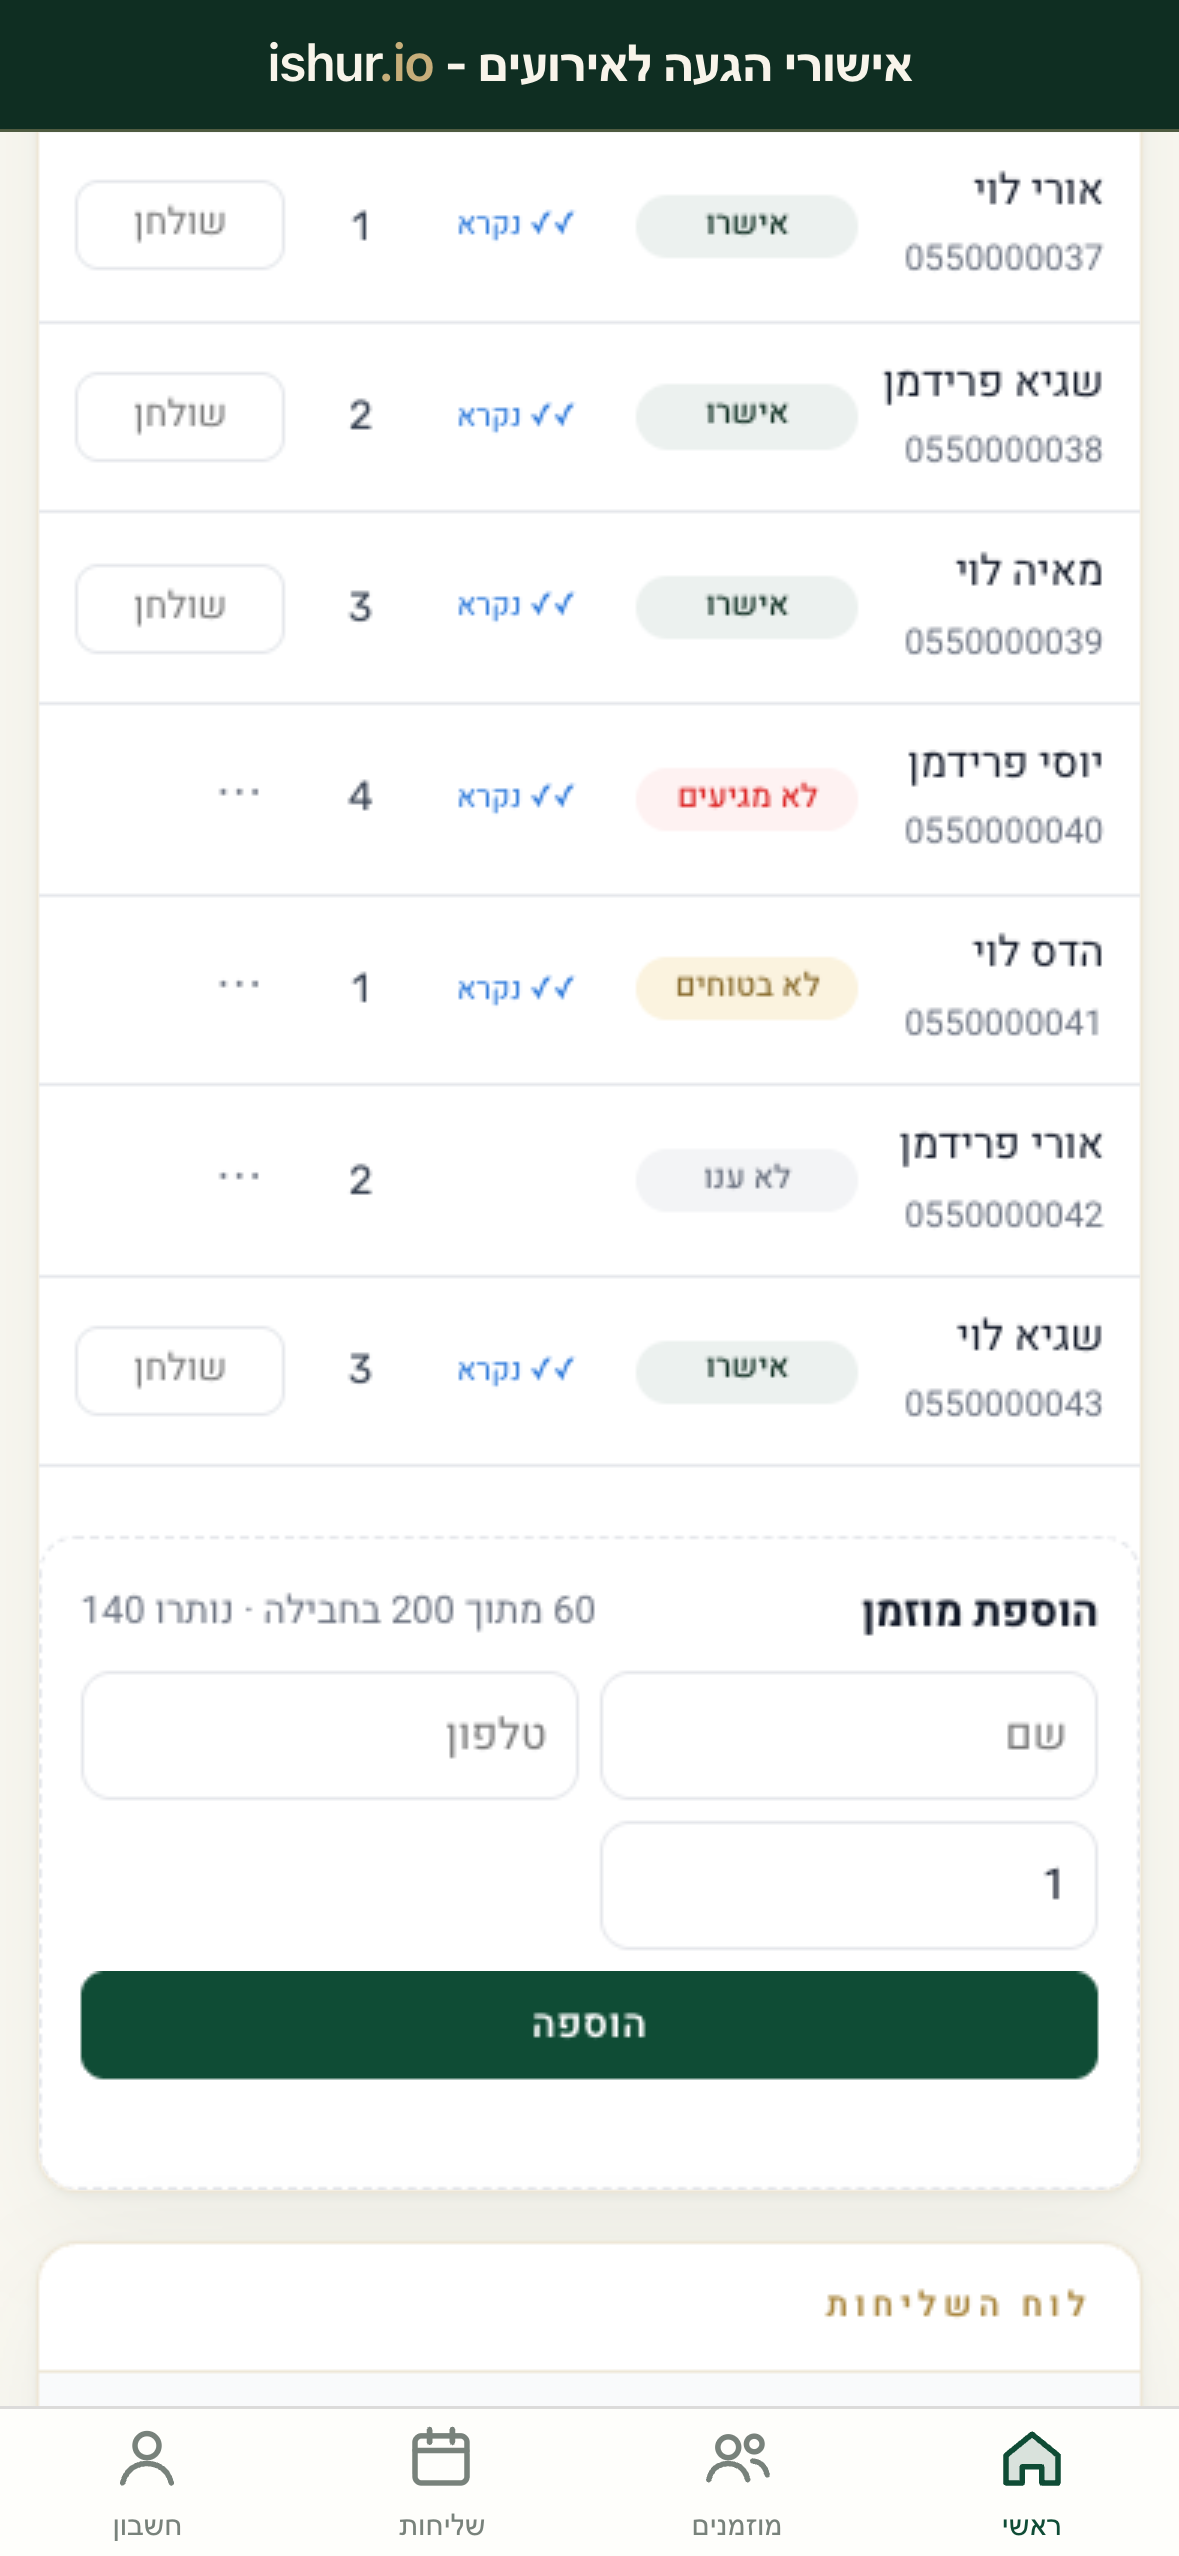 אישורי הגעה לאירועים - ishur.io
אורי לוי
0550000037
אישרו
✓✓ נקרא
1
שולחן
שגיא פרידמן
0550000038
אישרו
✓✓ נקרא
2
שולחן
מאיה לוי
0550000039
אישרו
✓✓ נקרא
3
שולחן
יוסי פרידמן
0550000040
לא מגיעים
✓✓ נקרא
4
...
הדס לוי
0550000041
לא בטוחים
✓✓ נקרא
1
...
אורי פרידמן
0550000042
לא ענו
2
...
שגיא לוי
0550000043
אישרו
✓✓ נקרא
3
שולחן
הוספת מוזמן
60 מתוך 200 בחבילה · נותרו 140
שם
טלפון
1
הוספה
לוח השליחות
ראשי
מוזמנים
שליחות
חשבון